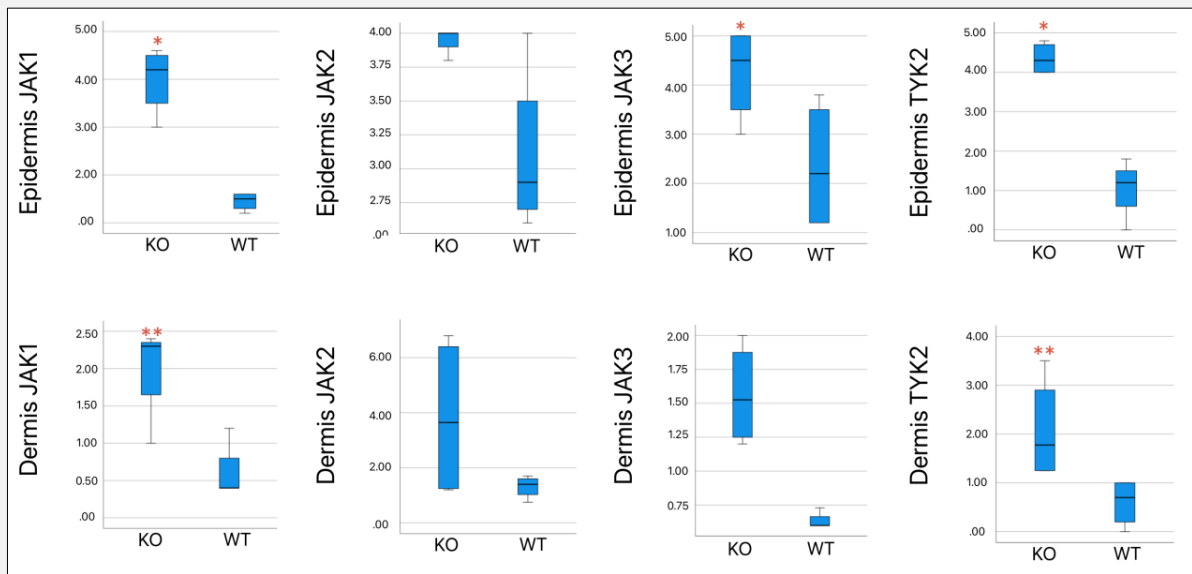 Epidermis JAK1
5.00
4.00
3.00
2.00
.00
*
KO
WT
Epidermis JAK2
4.00
3.75
3.50
3.25
3.00
2.75
.00
KO
WT
Epidermis JAK3
5.00
4.00
3.00
2.00
1.00
*
KO
WT
Epidermis TYK2
5.00
4.00
3.00
2.00
1.00
.00
*
KO
WT
Dermis JAK1
2.50
2.00
1.50
1.00
0.50
.00
**
KO
WT
Dermis JAK2
6.00
4.00
2.00
.00
KO
WT
Dermis JAK3
2.00
1.75
1.50
1.25
1.00
0.75
KO
WT
Dermis TYK2
4.00
3.00
2.00
1.00
.00
**
KO
WT